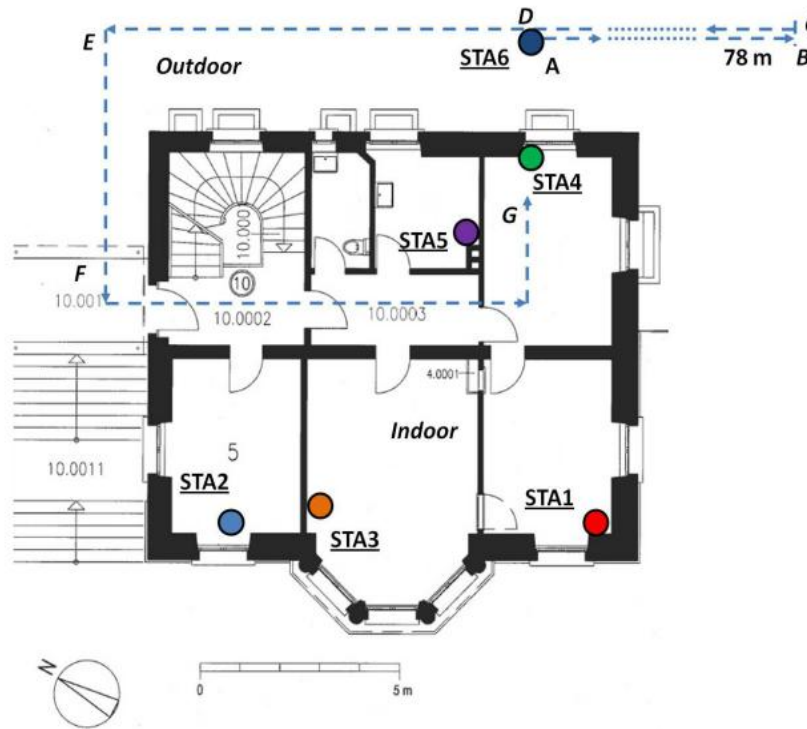 D
E
C
STA6
A
78 m
B
Outdoor
STA4
STA5
G
10.000
F
10
10.001
10.0002
10.0003
4.0001
Indoor
5
10.0011
STA2
STA1
STA3
N
0
5 m